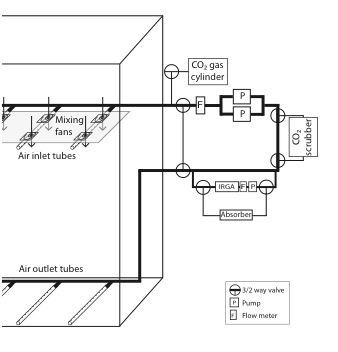 CO₂ gas
cylinder
F
P
P
Mixing
fans
Air inlet tubes
CO₂
scrubber
IRGA
F
P
Absorber
Air outlet tubes
3/2 way valve
P
Pump
F
Flow meter